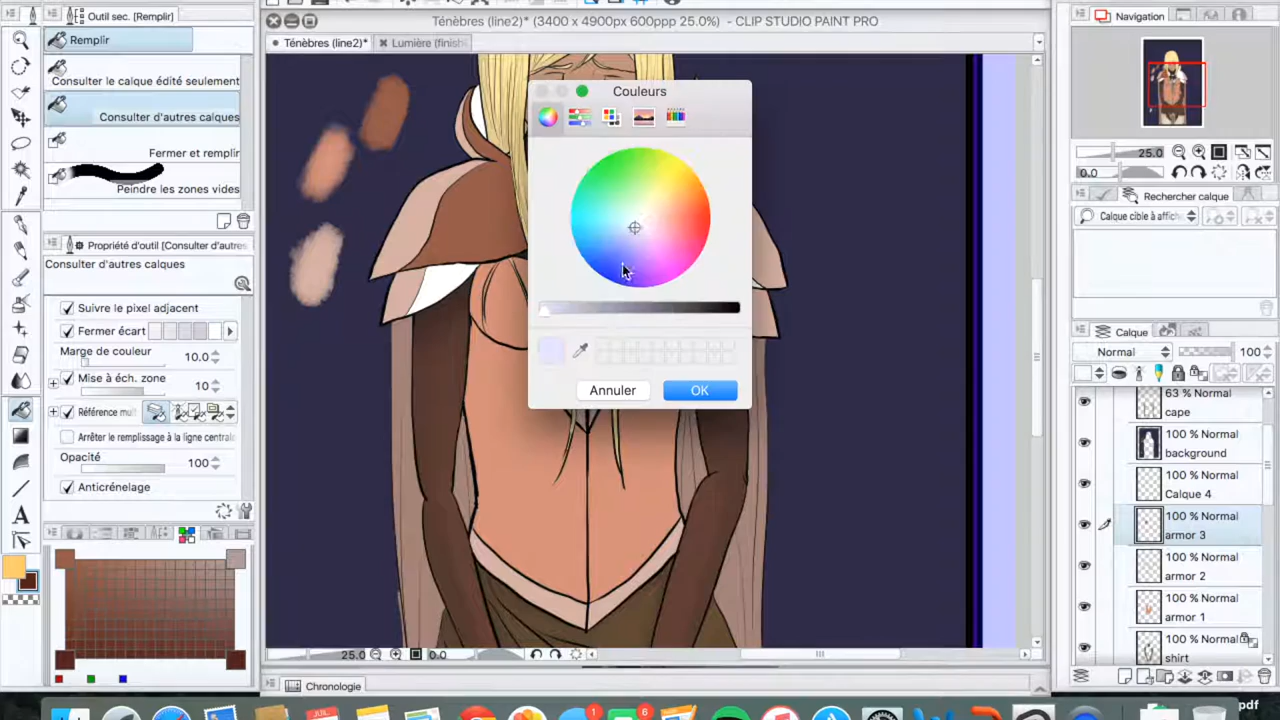 Outil sec. [Remplir]
Ténèbres (line2)* (3400 x 4900px 600ppp 25.0%) - CLIP STUDIO PAINT PRO
Navigation
Remplir
Ténèbres (line2)*
Lumière (finish
Consulter le calque édité seulement
Couleurs
Consulter d'autres calques
Fermer et remplir
25.0
Peindre les zones vides
0.0
Rechercher calque
Calque cible à affiche
Propriété d'outil [Consulter d'autres
Consulter d'autres calques
Suivre le pixel adjacent
Fermer écart
Calque
Marge de couleur
10.0
Normal
100
Mise à éch. zone
10
Annuler
OK
63 % Normal
cape
Référence mul
Arrêter le remplissage à la ligne centrale
100 % Normal
background
Opacité
100
100 % Normal
Calque 4
Anticrénelage
100 % Normal
armor 3
100 % Normal
armor 2
100 % Normal
armor 1
100 % Normal
shirt
25.0
0.0
Chronologie
JUIL.
1
6
.pdf